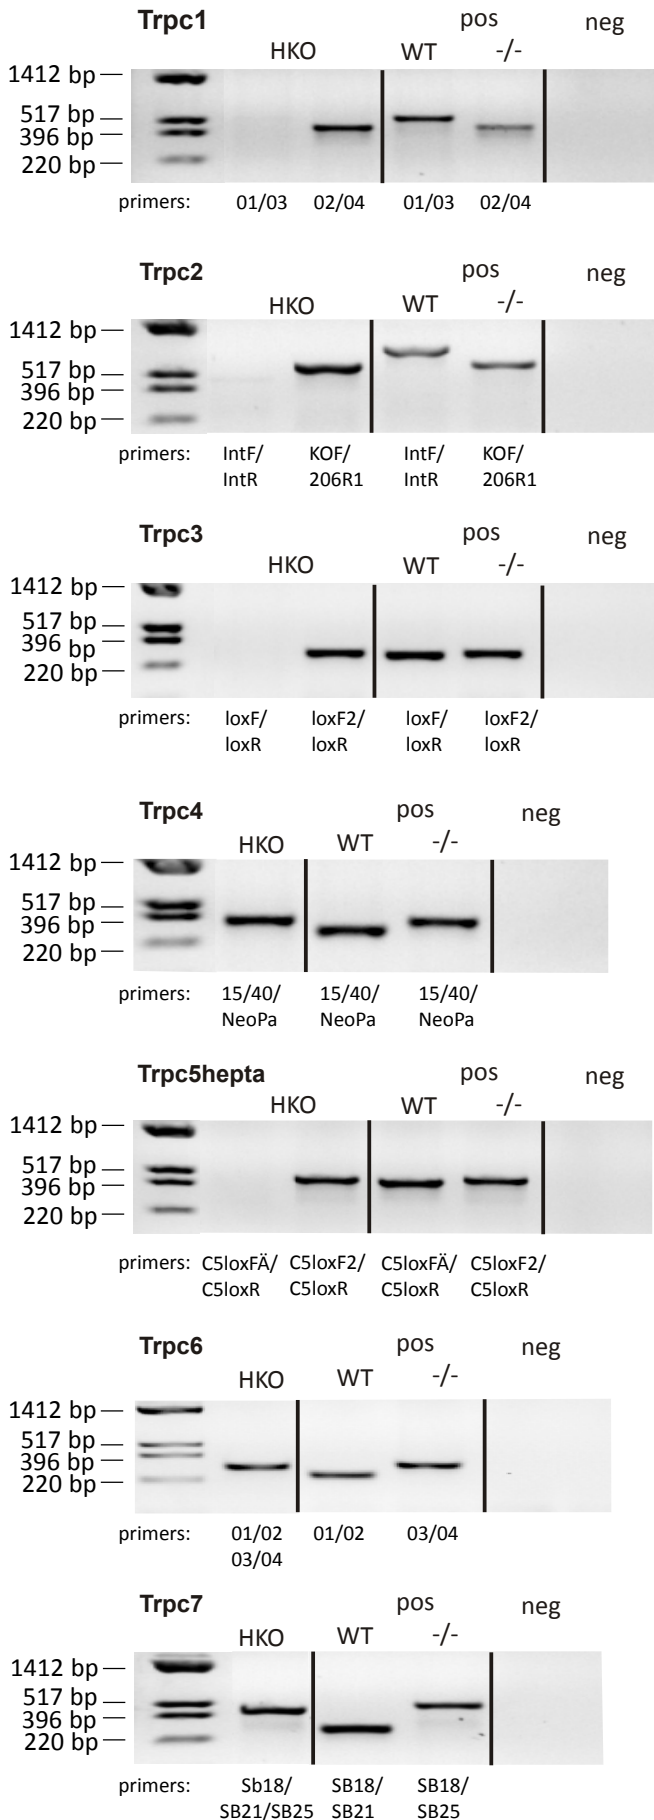 Trpc1 pos neg
HKO WT -/-
1412 bp
517 bp
396 bp
220 bp
primers: 01/03 02/04 01/03 02/04
Trpc2 pos neg
HKO WT -/-
1412 bp
517 bp
396 bp
220 bp
primers: IntF/ KOF/ IntF/ KOF/
IntR 206R1 IntR 206R1
Trpc3 pos neg
HKO WT -/-
1412 bp
517 bp
396 bp
220 bp
primers: loxF/ loxF2/ loxF/ loxF2/
loxR loxR loxR loxR
Trpc4 pos neg
HKO WT -/-
1412 bp
517 bp
396 bp
220 bp
primers: 15/40/ 15/40/ 15/40/
NeoPa NeoPa NeoPa
Trpc5hepta pos neg
HKO WT -/-
1412 bp
517 bp
396 bp
220 bp
primers: C5loxFÄ/ C5loxF2/ C5loxFÄ/ C5loxF2/
C5loxR C5loxR C5loxR C5loxR
Trpc6 pos neg
HKO WT -/-
1412 bp
517 bp
396 bp
220 bp
primers: 01/02 01/02 03/04
03/04
Trpc7 pos neg
HKO WT -/-
1412 bp
517 bp
396 bp
220 bp
primers: Sb18/ SB18/ SB18/
SB21/SB25 SB21 SB25